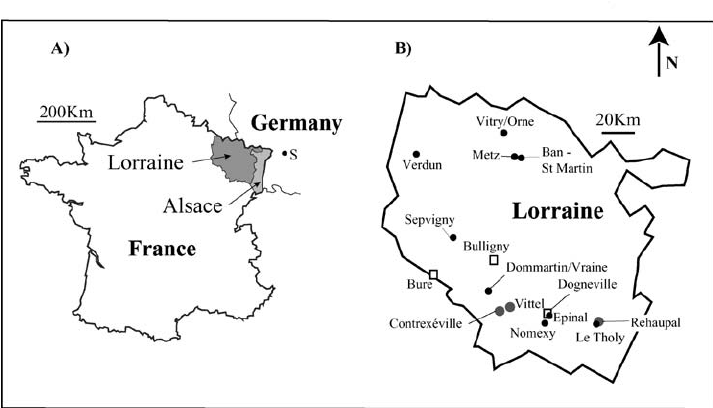 A)
200Km
Germany
S
Lorraine
Alsace
France
B)
N
20Km
Vitry/Orne
Verdun
Metz
Ban -
St Martin
Lorraine
Sepvigny
Bulligny
Bure
Dommartin/Vraine
Dogneville
Vittel
Contrexéville
Epinal
Nomexy
Rehaupal
Le Tholy